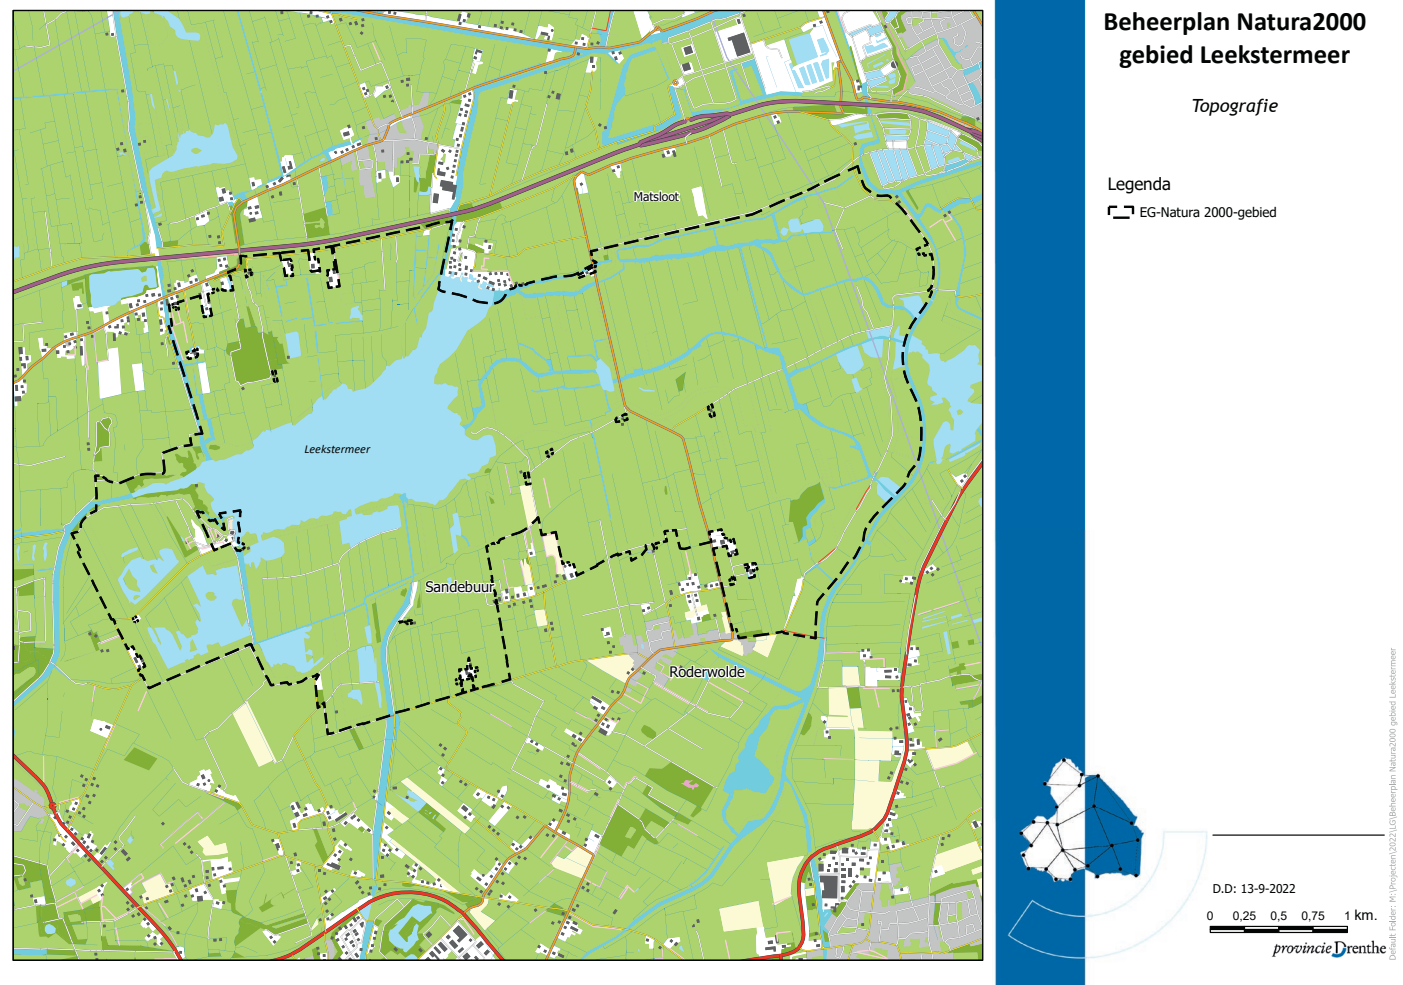 Beheerplan Natura2000
gebied Leekstermeer
Topografie
Legenda
EG-Natura 2000-gebied
Matsloot
Leekstermeer
Sandebuur
Roderwolde
D.D: 13-9-2022
0 0,25 0,5 0,75 1 km.
provincie Drenthe
Default Folder: M:\Projecten\2022\LG\Beheerplan Natura2000 gebied Leekstermeer